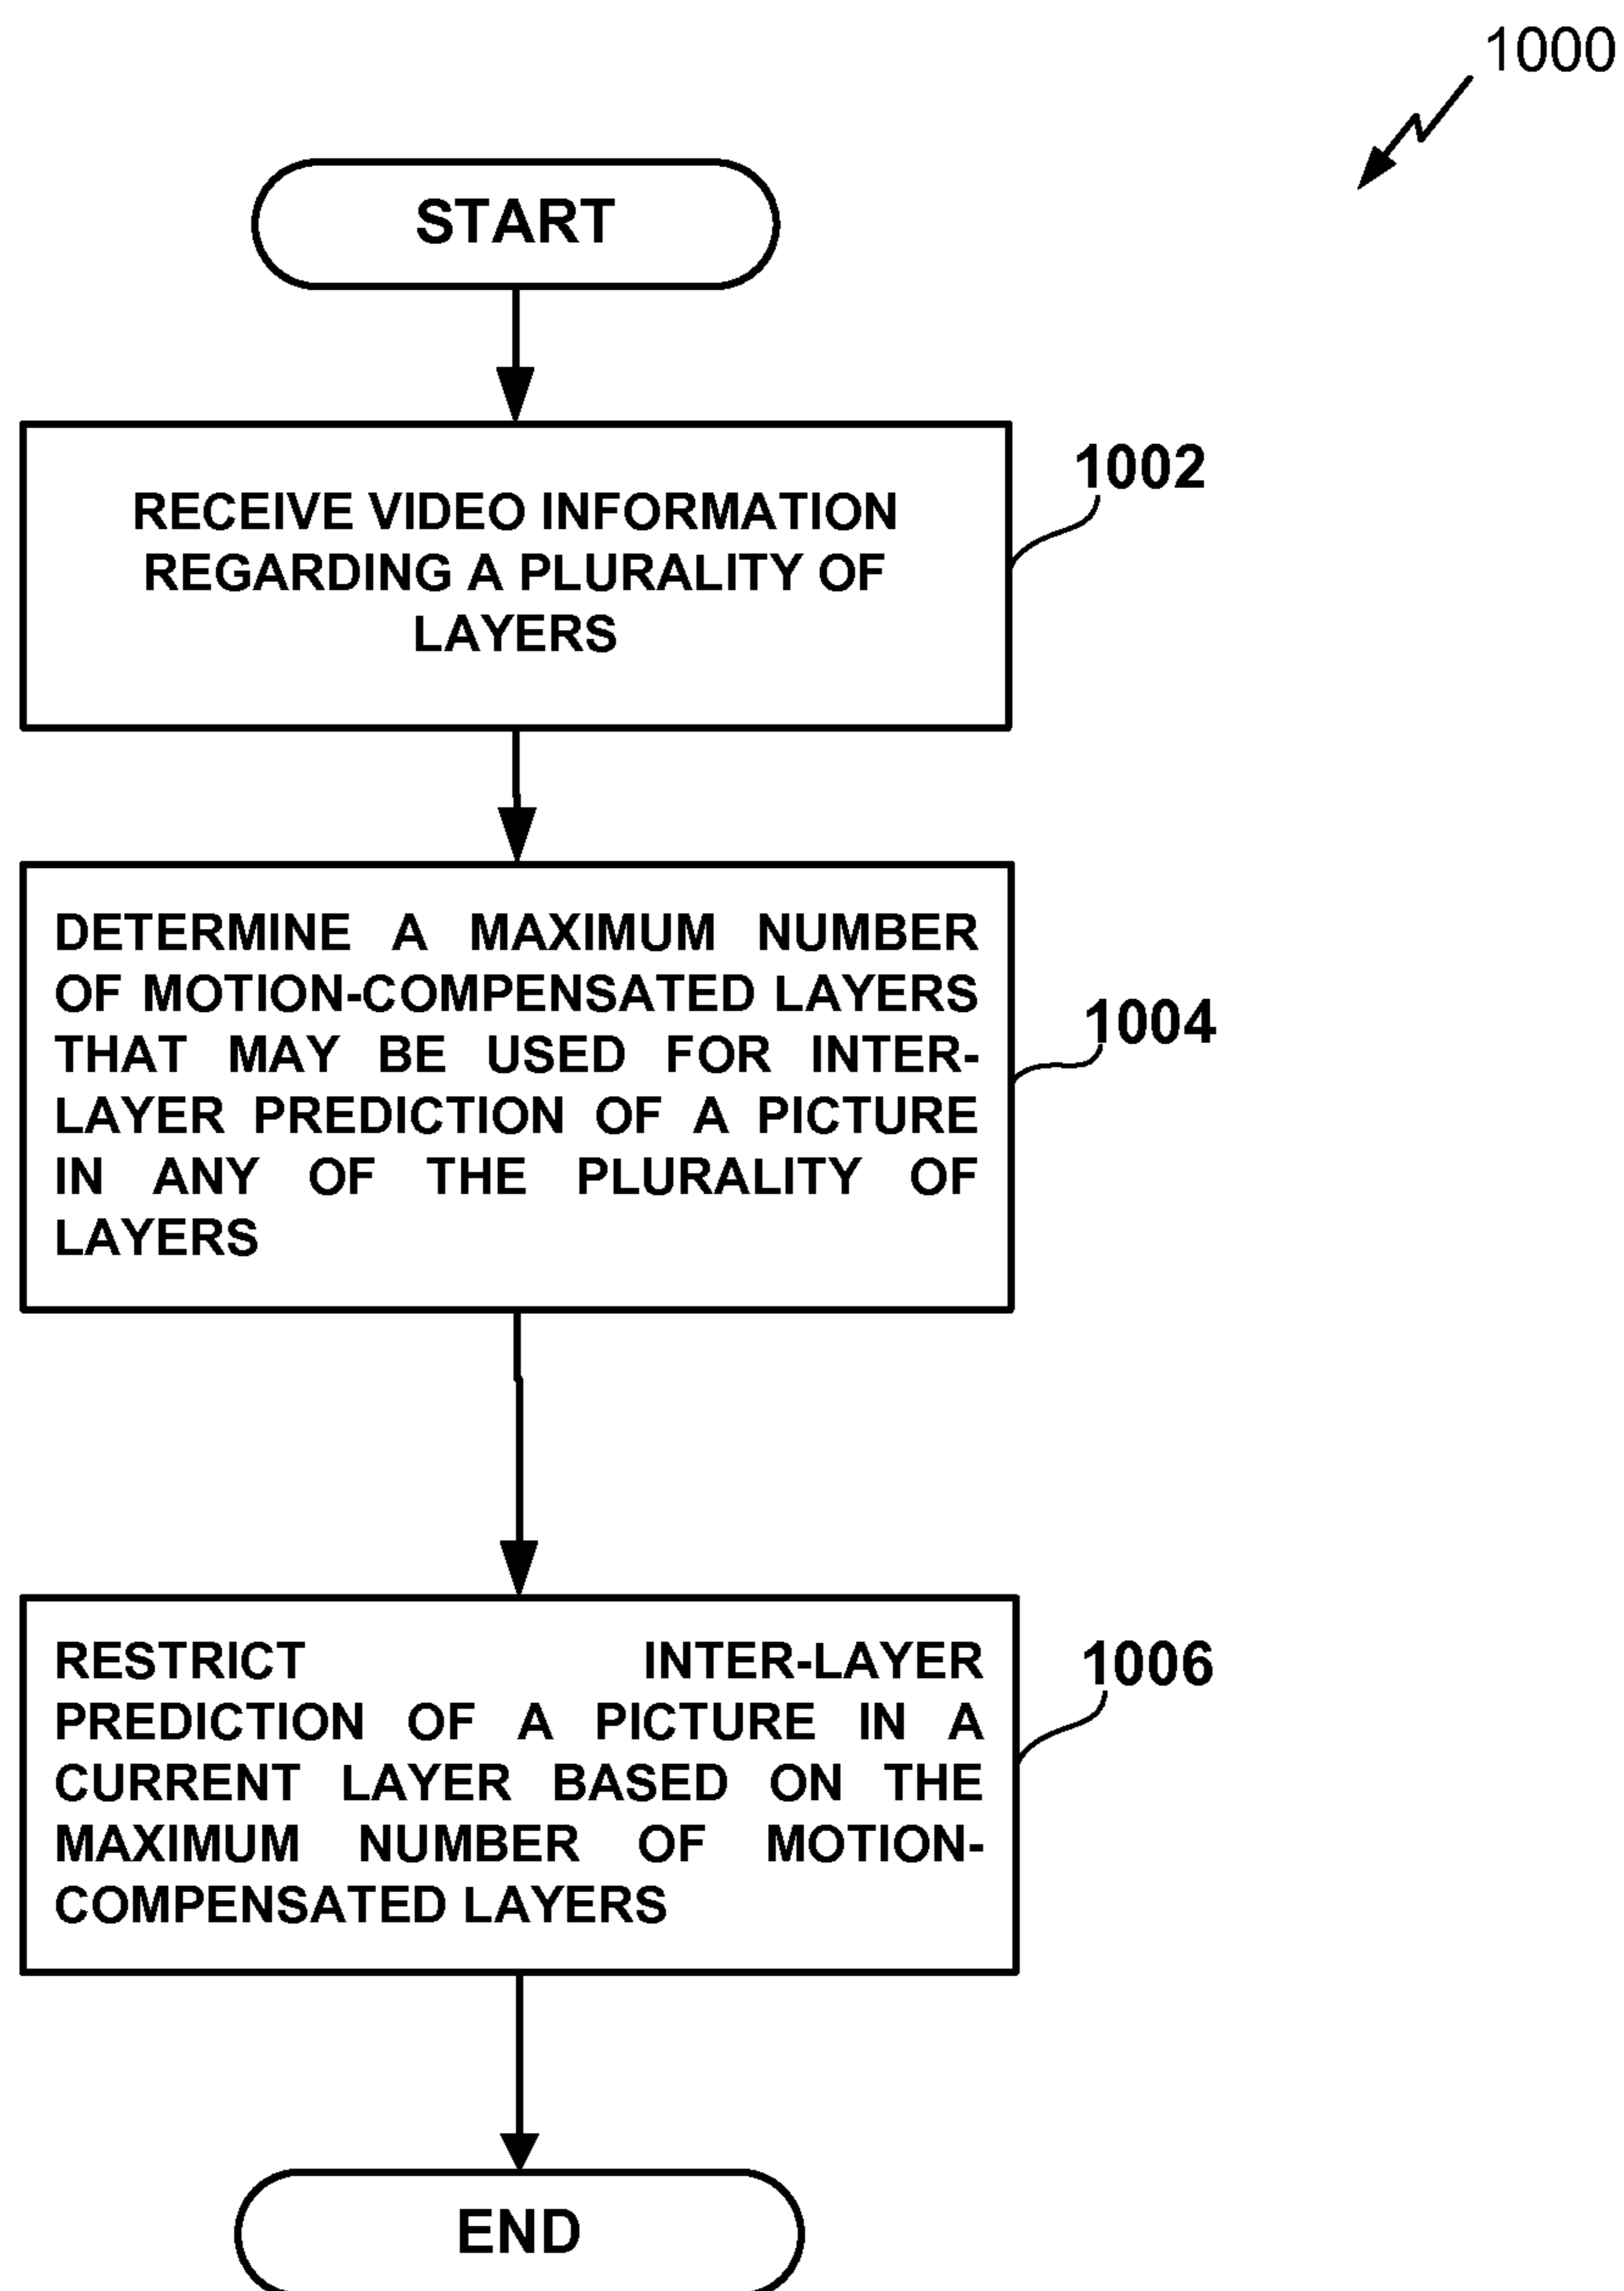 1000
START
RECEIVE VIDEO INFORMATION
REGARDING A PLURALITY OF
LAYERS
1002
DETERMINE A MAXIMUM NUMBER
OF MOTION-COMPENSATED LAYERS
THAT MAY BE USED FOR INTER-
LAYER PREDICTION OF A PICTURE
IN ANY OF THE PLURALITY OF
LAYERS
1004
RESTRICT INTER-LAYER
PREDICTION OF A PICTURE IN A
CURRENT LAYER BASED ON THE
MAXIMUM NUMBER OF MOTION-
COMPENSATED LAYERS
1006
END